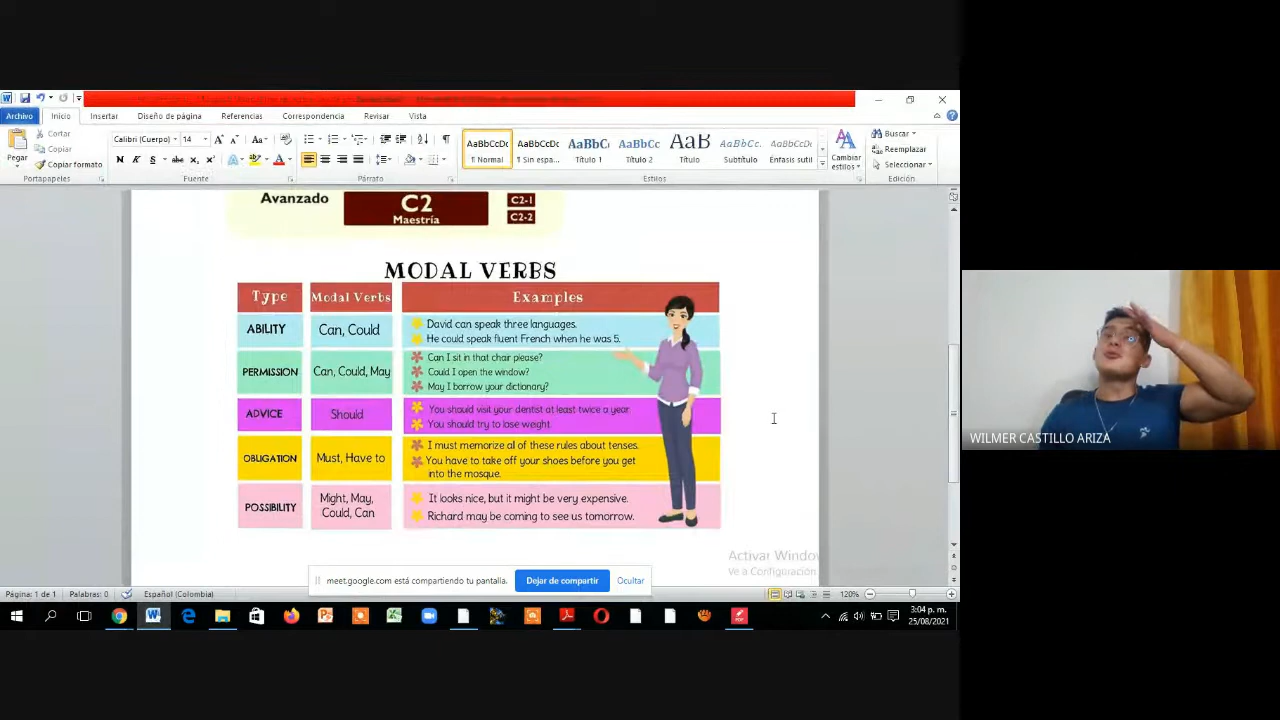 Archivo Inicio Insertar Diseño de página Referencias Correspondencia Revisar Vista
Pegar
Cortar
Copiar
Copiar formato
Portapapeles
Calibri (Cuerpo) 14
Fuente
Párrafo
AaBbCcDc AaBbCcDc AaBbC AaBbCc AaB AaBbCc. AaBbCcDc
¶ Normal ¶ Sin espa... Título 1 Título 2 Título Subtítulo Énfasis sutil
Cambiar
estilos
Estilos
Buscar
Reemplazar
Seleccionar
Edición
Avanzado
C2
Maestría
C2-1
C2-2
MODAL VERBS
Type Modal Verbs Examples
ABILITY Can, Could
David can speak three languages.
He could speak fluent French when he was 5.
PERMISSION Can, Could, May
Can I sit in that chair please?
Could I open the window?
May I borrow your dictionary?
ADVICE Should
You should visit your dentist at least twice a year
You should try to lose weight.
OBLIGATION Must, Have to
I must memorize all of these rules about tenses.
You have to take off your shoes before you get
into the mosque.
POSSIBILITY
Might, May,
Could, Can
It looks nice, but it might be very expensive.
Richard may be coming to see us tomorrow.
WILMER CASTILLO ARIZA
Activar Window
Ve a Configuración
meet.google.com está compartiendo tu pantalla. Dejar de compartir Ocultar
Página: 1 de 1 Palabras: 0 Español (Colombia) 120%
3:04 p. m.
25/08/2021